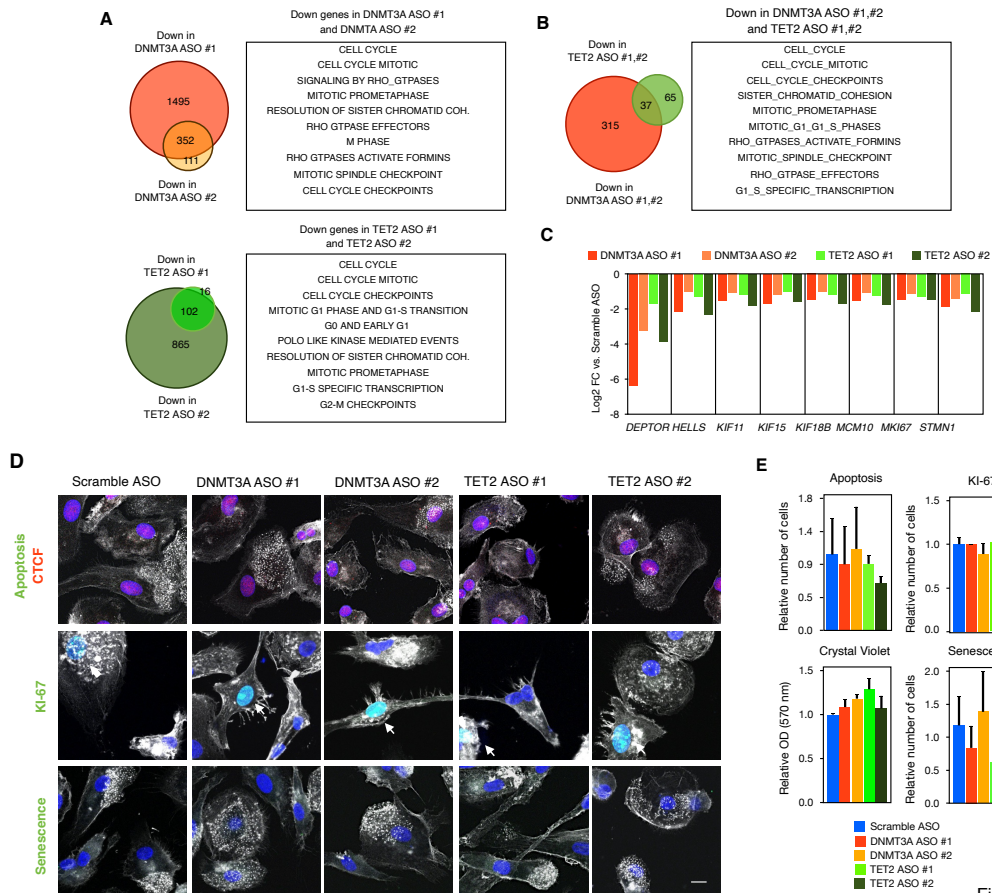 A
Down in
DNMT3A ASO #1
1495
352
111
Down in
DNMT3A ASO #2
Down genes in DNMT3A ASO #1
and DNMTA ASO #2
CELL CYCLE
CELL CYCLE MITOTIC
SIGNALING BY RHO_GTPASES
MITOTIC PROMETAPHASE
RESOLUTION OF SISTER CHROMATID COH.
RHO GTPASE EFFECTORS
M PHASE
RHO GTPASES ACTIVATE FORMINS
MITOTIC SPINDLE CHECKPOINT
CELL CYCLE CHECKPOINTS
Down in
TET2 ASO #1
16
102
865
Down in
TET2 ASO #2
Down genes in TET2 ASO #1
and TET2 ASO #2
CELL CYCLE
CELL CYCLE MITOTIC
CELL CYCLE CHECKPOINTS
MITOTIC G1 PHASE AND G1-S TRANSITION
G0 AND EARLY G1
POLO LIKE KINASE MEDIATED EVENTS
RESOLUTION OF SISTER CHROMATID COH.
MITOTIC PROMETAPHASE
G1-S SPECIFIC TRANSCRIPTION
G2-M CHECKPOINTS
B
Down in
TET2 ASO #1,#2
65
37
315
Down in
DNMT3A ASO #1,#2
Down in DNMT3A ASO #1,#2
and TET2 ASO #1,#2
CELL_CYCLE
CELL_CYCLE_MITOTIC
CELL_CYCLE_CHECKPOINTS
SISTER_CHROMATID_COHESION
MITOTIC_PROMETAPHASE
MITOTIC_G1_G1_S_PHASES
RHO_GTPASES_ACTIVATE_FORMINS
MITOTIC_SPINDLE_CHECKPOINT
RHO_GTPASE_EFFECTORS
G1_S_SPECIFIC_TRANSCRIPTION
C
DNMT3A ASO #1 DNMT3A ASO #2 TET2 ASO #1 TET2 ASO #2
Log2 FC vs. Scramble ASO
0
-2
-4
-6
-8
DEPTOR HELLS KIF11 KIF15 KIF18B MCM10 MKI67 STMN1
D
Scramble ASO DNMT3A ASO #1 DNMT3A ASO #2 TET2 ASO #1 TET2 ASO #2
Apoptosis
CTCF
KI-67
Senescence
E
Apoptosis
Relative number of cells
1.8
1.3
0.9
0.5
0.0
KI-67
Relative number of cells
1.5
1.0
0.5
0.0
Crystal Violet
Relative OD (570 nm)
1.5
1.0
0.5
0.0
Senesce
Relative number of cells
2.0
1.5
1.0
0.5
0.0
Scramble ASO
DNMT3A ASO #1
DNMT3A ASO #2
TET2 ASO #1
TET2 ASO #2
Fi